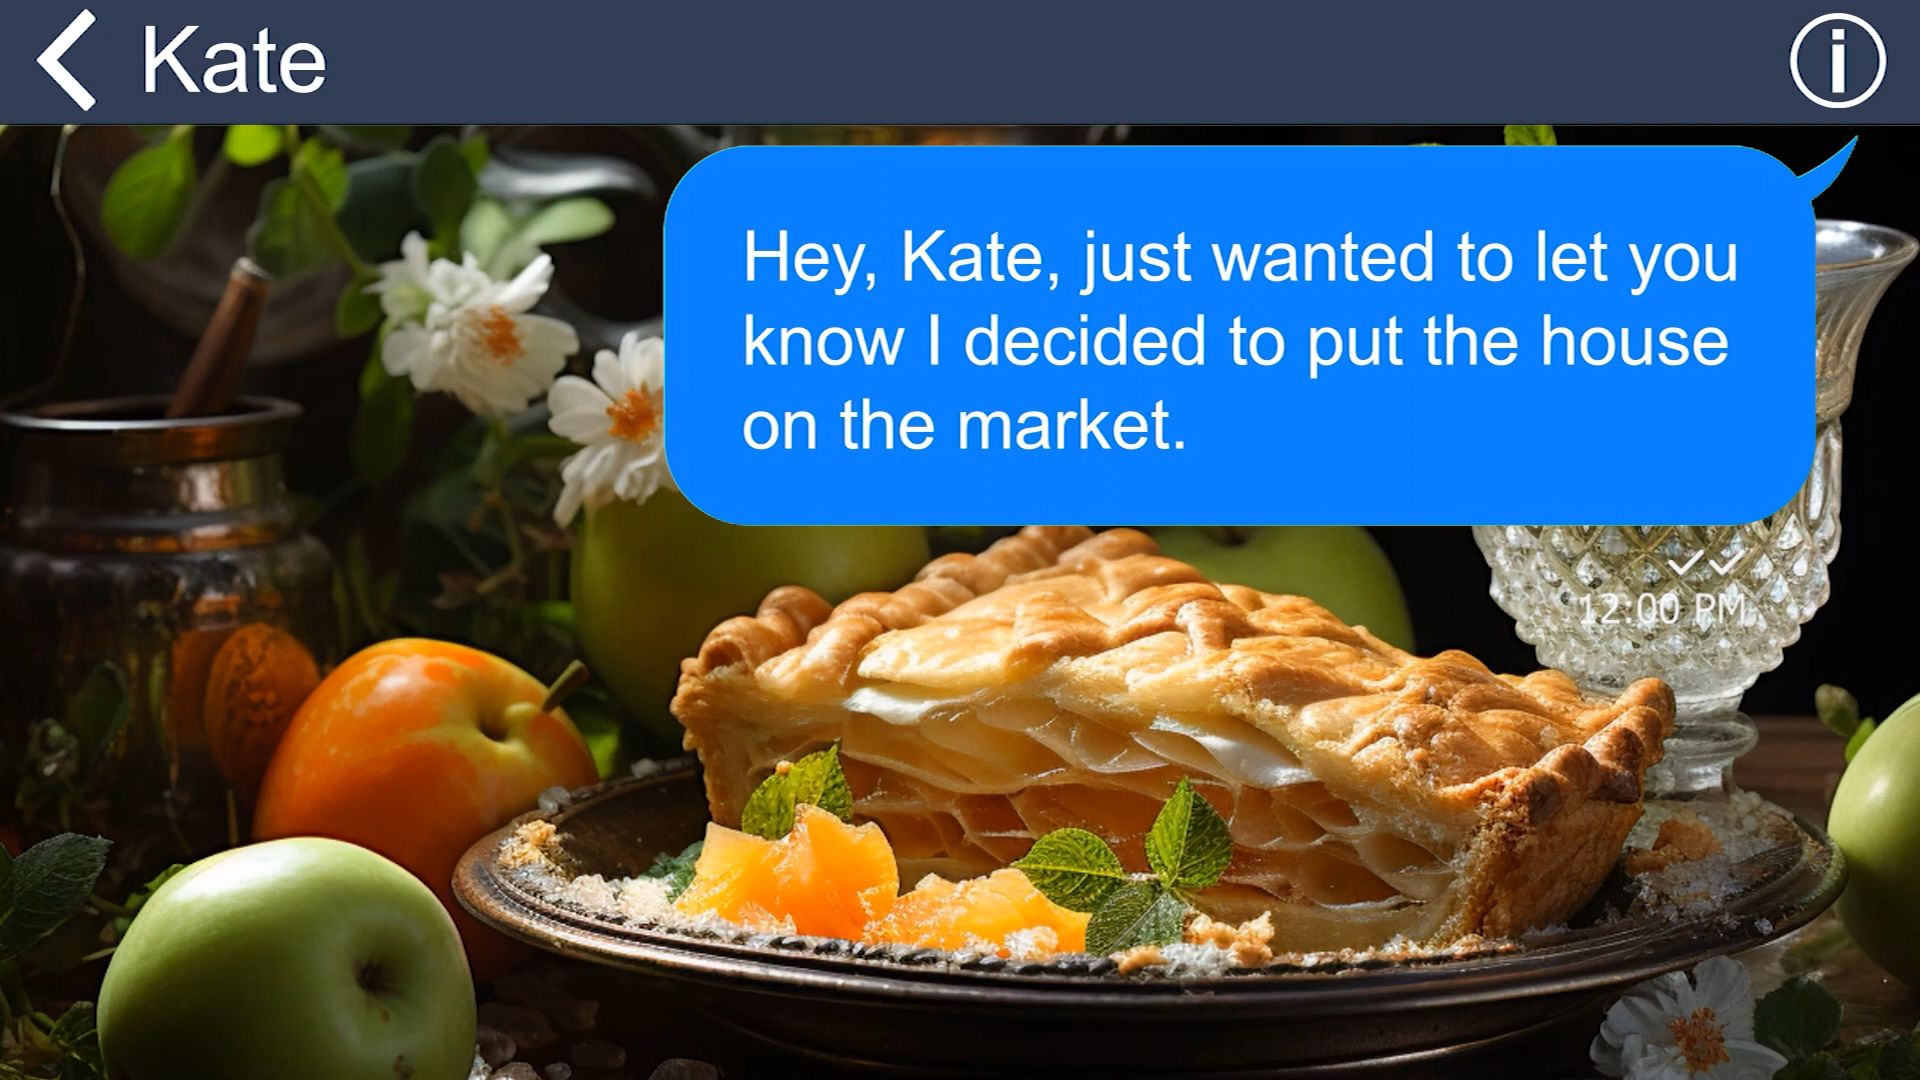 Kate
Hey, Kate, just wanted to let you
know I decided to put the house
on the market.
12:00 PM